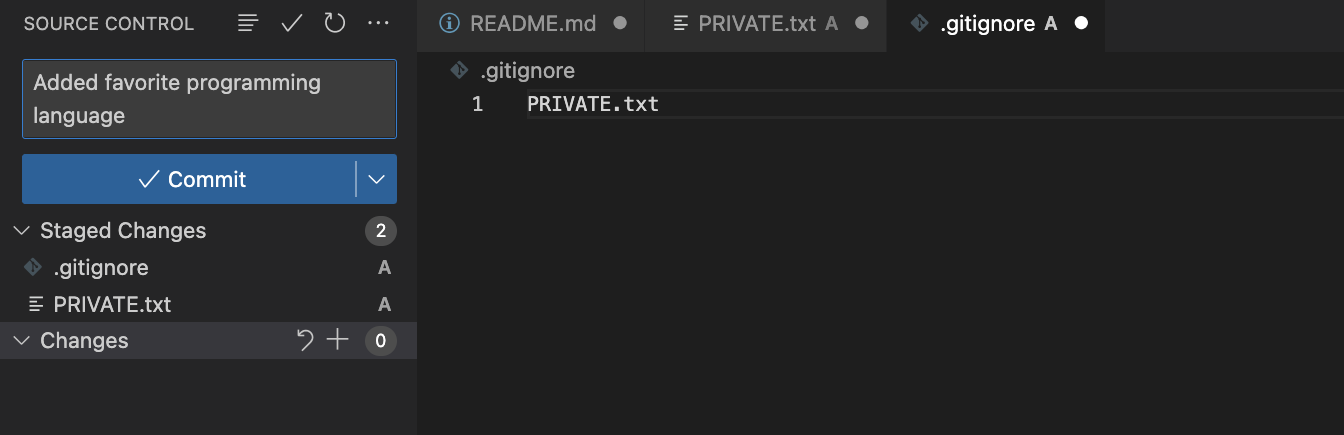 SOURCE CONTROL
Added favorite programming
language
Commit
Staged Changes 2
.gitignore A
PRIVATE.txt A
Changes 0
README.md PRIVATE.txt A .gitignore A
.gitignore
1 PRIVATE.txt